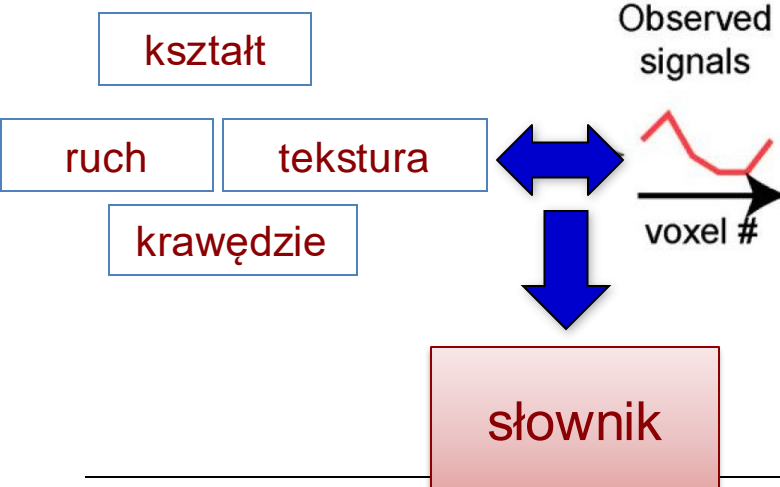 kształt
Observed
signals
ruch
tekstura
krawędzie
voxel #
słownik